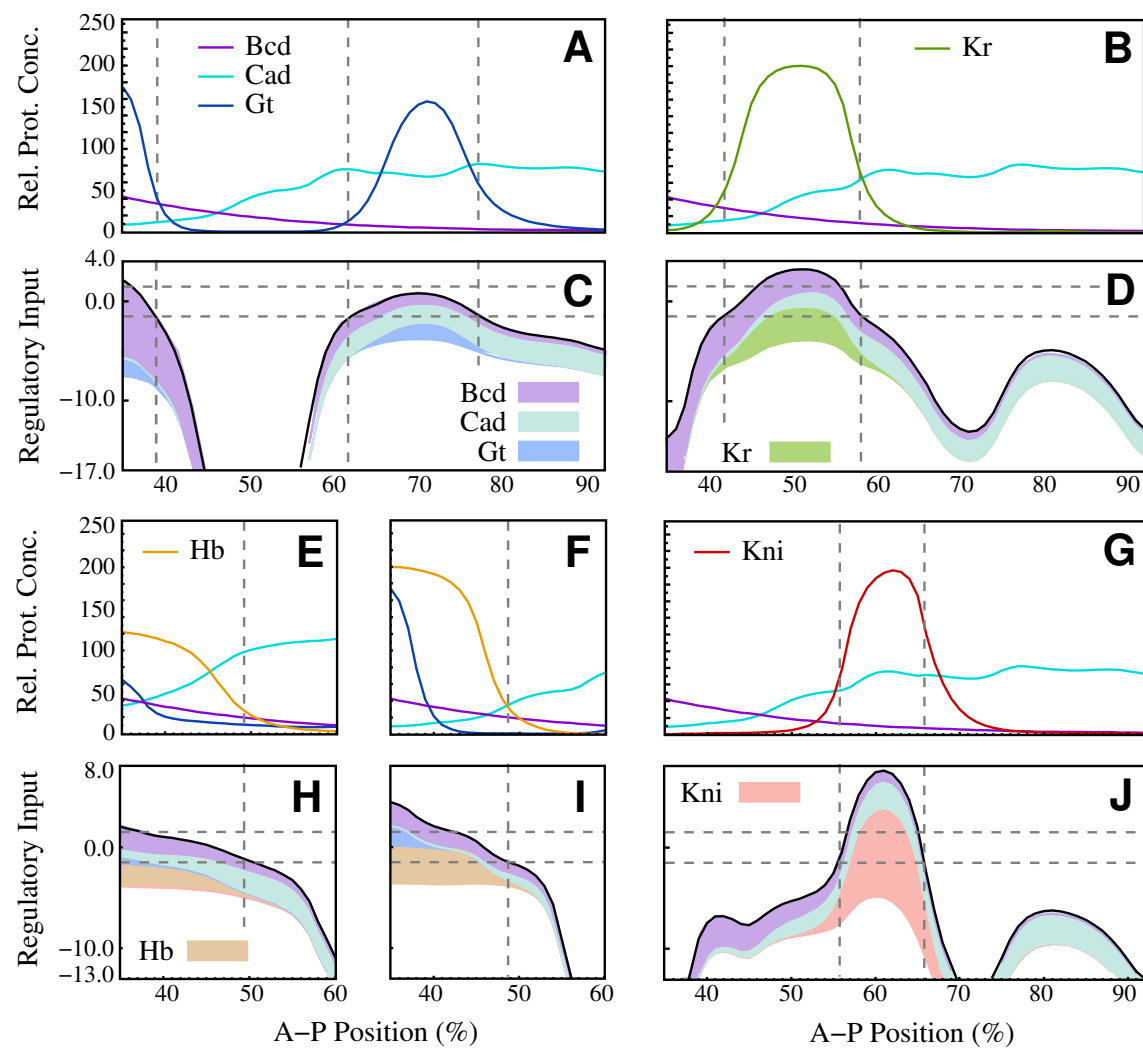 250
200
150
100
50
0
Rel. Prot. Conc.
Bcd
Cad
Gt
A
Kr
B
4.0
0.0
−10.0
−17.0
Regulatory Input
C
Bcd
Cad
Gt
40 50 60 70 80 90
D
Kr
40 50 60 70 80 90
250
200
150
100
50
0
Rel. Prot. Conc.
Hb
E
F
Kni
G
8.0
0.0
−10.0
−13.0
Regulatory Input
H
Hb
40 50 60
I
40 50 60
Kni
J
40 50 60 70 80 90
A−P Position (%)
A−P Position (%)